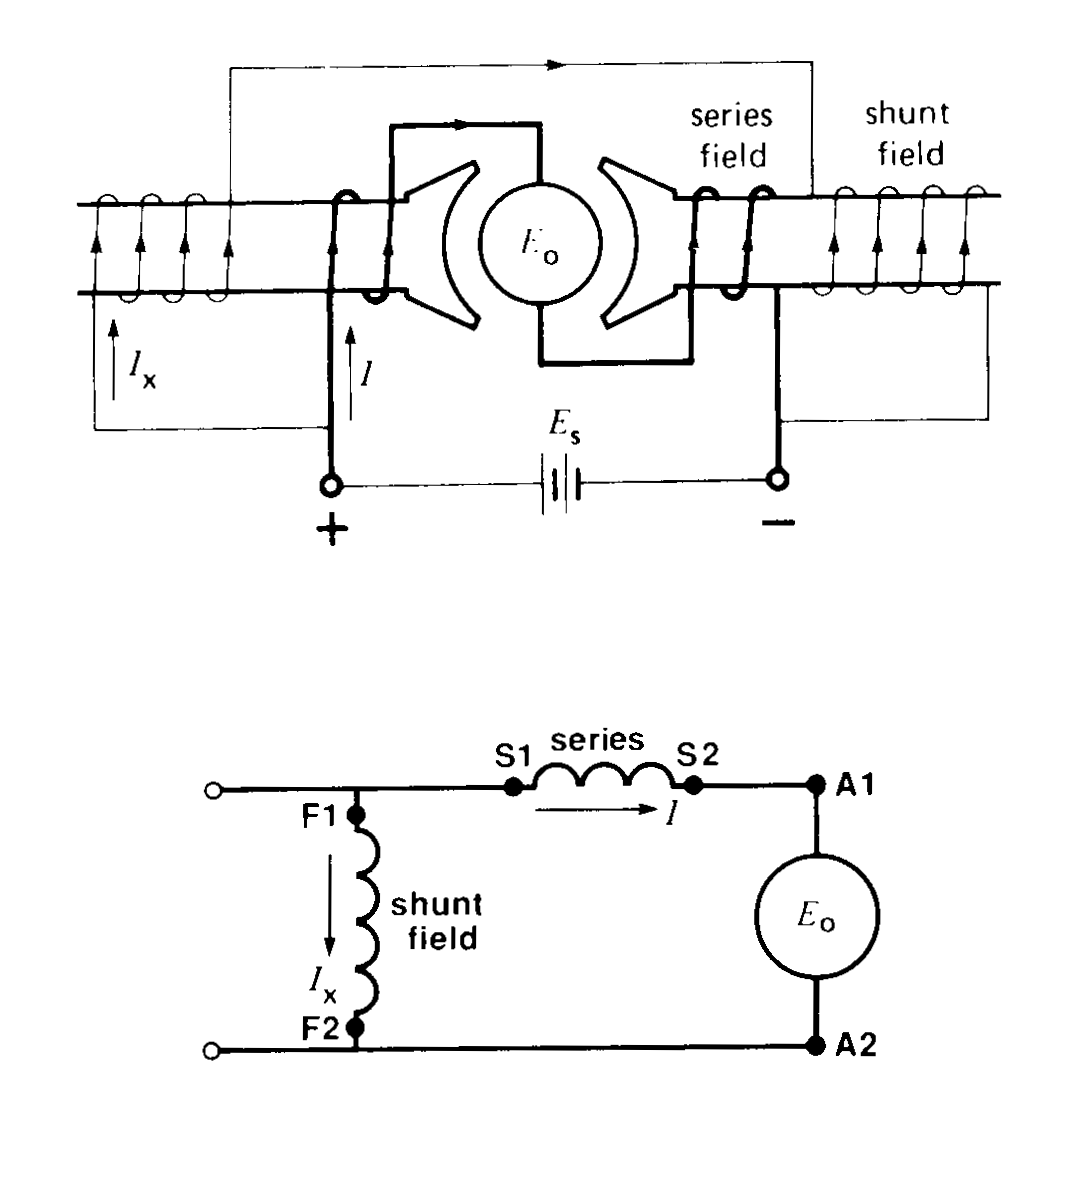 series
field
shunt
field
Eo
Ix
I
Es
+
−
S1 series S2
A1
F1
I
shunt
field
Eo
Ix
F2
A2